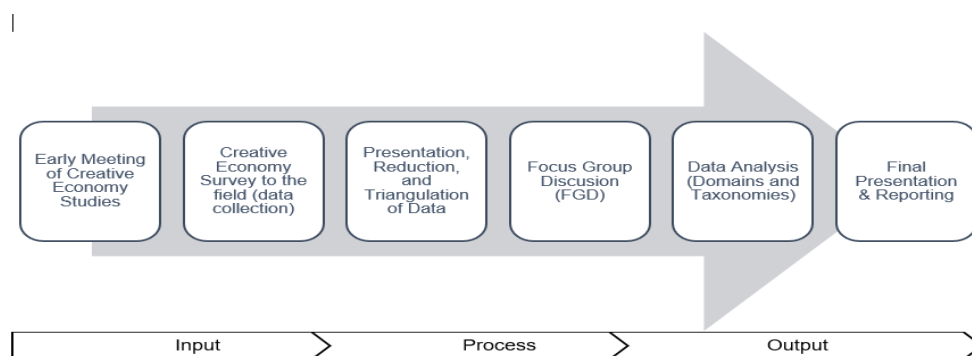 Early Meeting
of Creative
Economy
Studies
Creative
Economy
Survey to the
field (data
collection)
Presentation,
Reduction,
and
Triangulation
of Data
Focus Group
Discusion
(FGD)
Data Analysis
(Domains and
Taxonomies)
Final
Presentation
& Reporting
Input
Process
Output